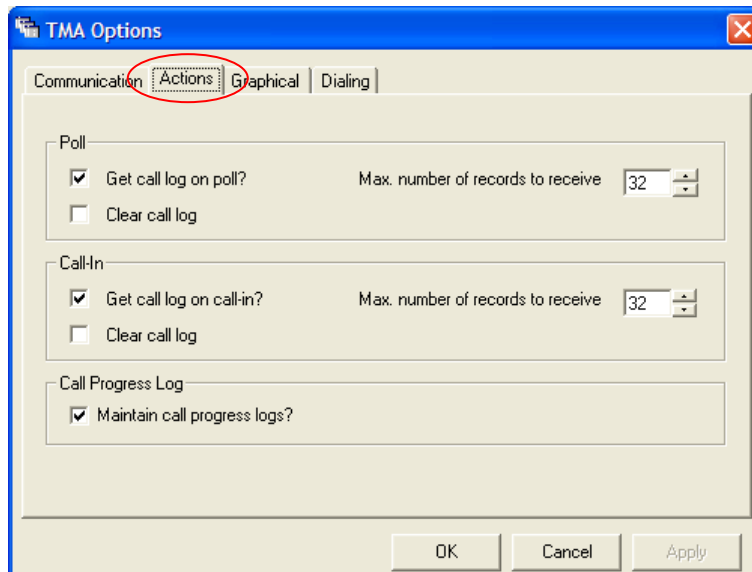 TMA Options
Communication Actions Graphical Dialing
Poll
Get call log on poll? Max. number of records to receive 32
Clear call log
Call-In
Get call log on call-in? Max. number of records to receive 32
Clear call log
Call Progress Log
Maintain call progress logs?
OK Cancel Apply